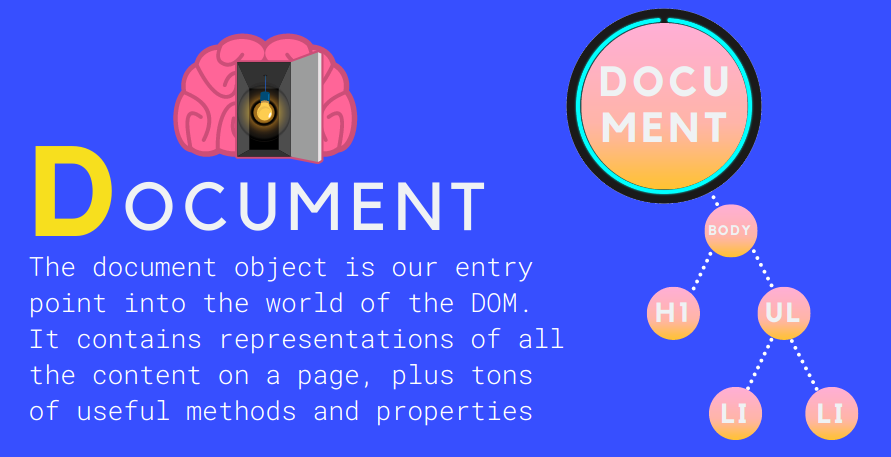 DOCUMENT
The document object is our entry
point into the world of the DOM.
It contains representations of all
the content on a page, plus tons
of useful methods and properties
DOCU
MENT
BODY
H1
UL
LI
LI